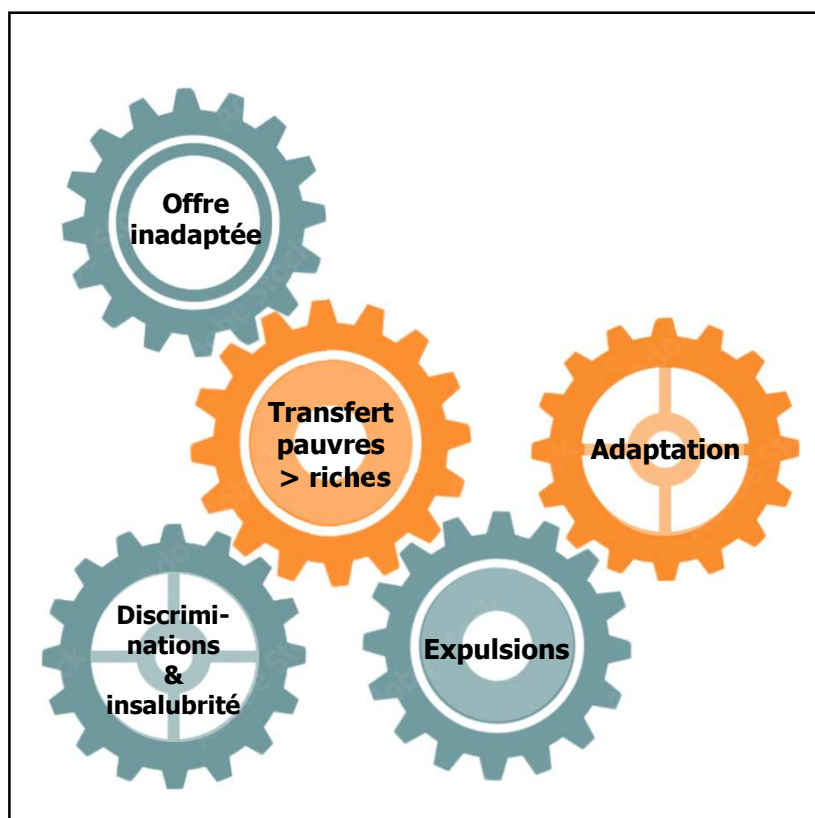 Offre
inadaptée
Transfert
pauvres
> riches
Adaptation
Discrimi-
nations
&
insalubrité
Expulsions